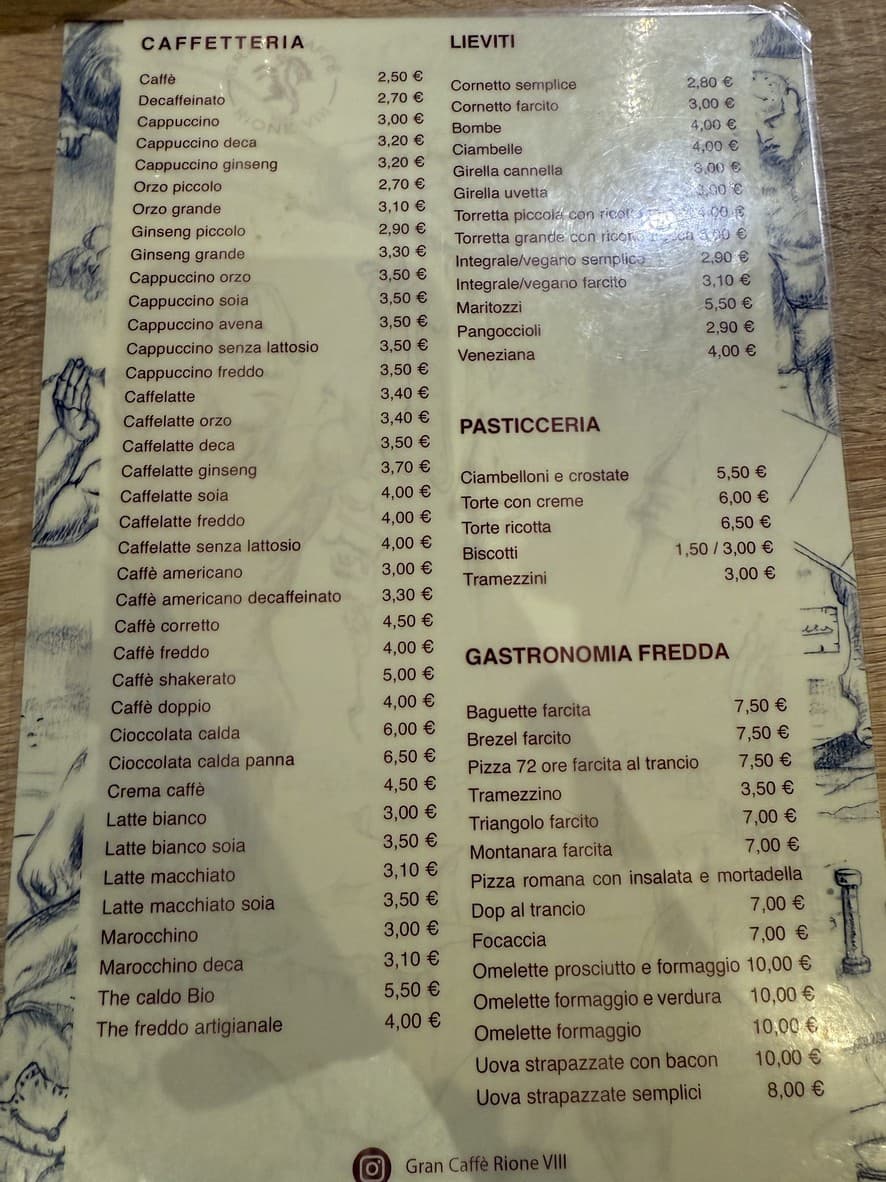 CAFFETTERIA
Caffè 2,50 €
Decaffeinato 2,70 €
Cappuccino 3,00 €
Cappuccino deca 3,20 €
Cappuccino ginseng 3,20 €
Orzo piccolo 2,70 €
Orzo grande 3,10 €
Ginseng piccolo 2,90 €
Ginseng grande 3,30 €
Cappuccino orzo 3,50 €
Cappuccino soia 3,50 €
Cappuccino avena 3,50 €
Cappuccino senza lattosio 3,50 €
Cappuccino freddo 3,50 €
Caffelatte 3,40 €
Caffelatte orzo 3,40 €
Caffelatte deca 3,50 €
Caffelatte ginseng 3,70 €
Caffelatte soia 4,00 €
Caffelatte freddo 4,00 €
Caffelatte senza lattosio 4,00 €
Caffè americano 3,00 €
Caffè americano decaffeinato 3,30 €
Caffè corretto 4,50 €
Caffè freddo 4,00 €
Caffè shakerato 5,00 €
Caffè doppio 4,00 €
Cioccolata calda 6,00 €
Cioccolata calda panna 6,50 €
Crema caffè 4,50 €
Latte bianco 3,00 €
Latte bianco soia 3,50 €
Latte macchiato 3,10 €
Latte macchiato soia 3,50 €
Marocchino 3,00 €
Marocchino deca 3,10 €
The caldo Bio 5,50 €
The freddo artigianale 4,00 €
LIEVITI
Cornetto semplice 2,80 €
Cornetto farcito 3,00 €
Bombe 4,00 €
Ciambelle 4,00 €
Girella cannella 3,00 €
Girella uvetta 3,00 €
Torretta piccola con 4,00 €
Torretta grande con €
Integrale/vegano semplice 2,90 €
Integrale/vegano farcito 3,10 €
Maritozzi 5,50 €
Pangoccioli 2,90 €
Veneziana 4,00 €
PASTICCERIA
Ciambelloni e crostate 5,50 €
Torte con creme 6,00 €
Torte ricotta 6,50 €
Biscotti 1,50 / 3,00 €
Tramezzini 3,00 €
GASTRONOMIA FREDDA
Baguette farcita 7,50 €
Brezel farcito 7,50 €
Pizza 72 ore farcita al trancio 7,50 €
Tramezzino 3,50 €
Triangolo farcito 7,00 €
Montanara farcita 7,00 €
Pizza romana con insalata e mortadella
Dop al trancio 7,00 €
Focaccia 7,00 €
Omelette prosciutto e formaggio 10,00 €
Omelette formaggio e verdura 10,00 €
Omelette formaggio 10,00 €
Uova strapazzate con bacon 10,00 €
Uova strapazzate semplici 8,00 €
Gran Caffè Rione VIII